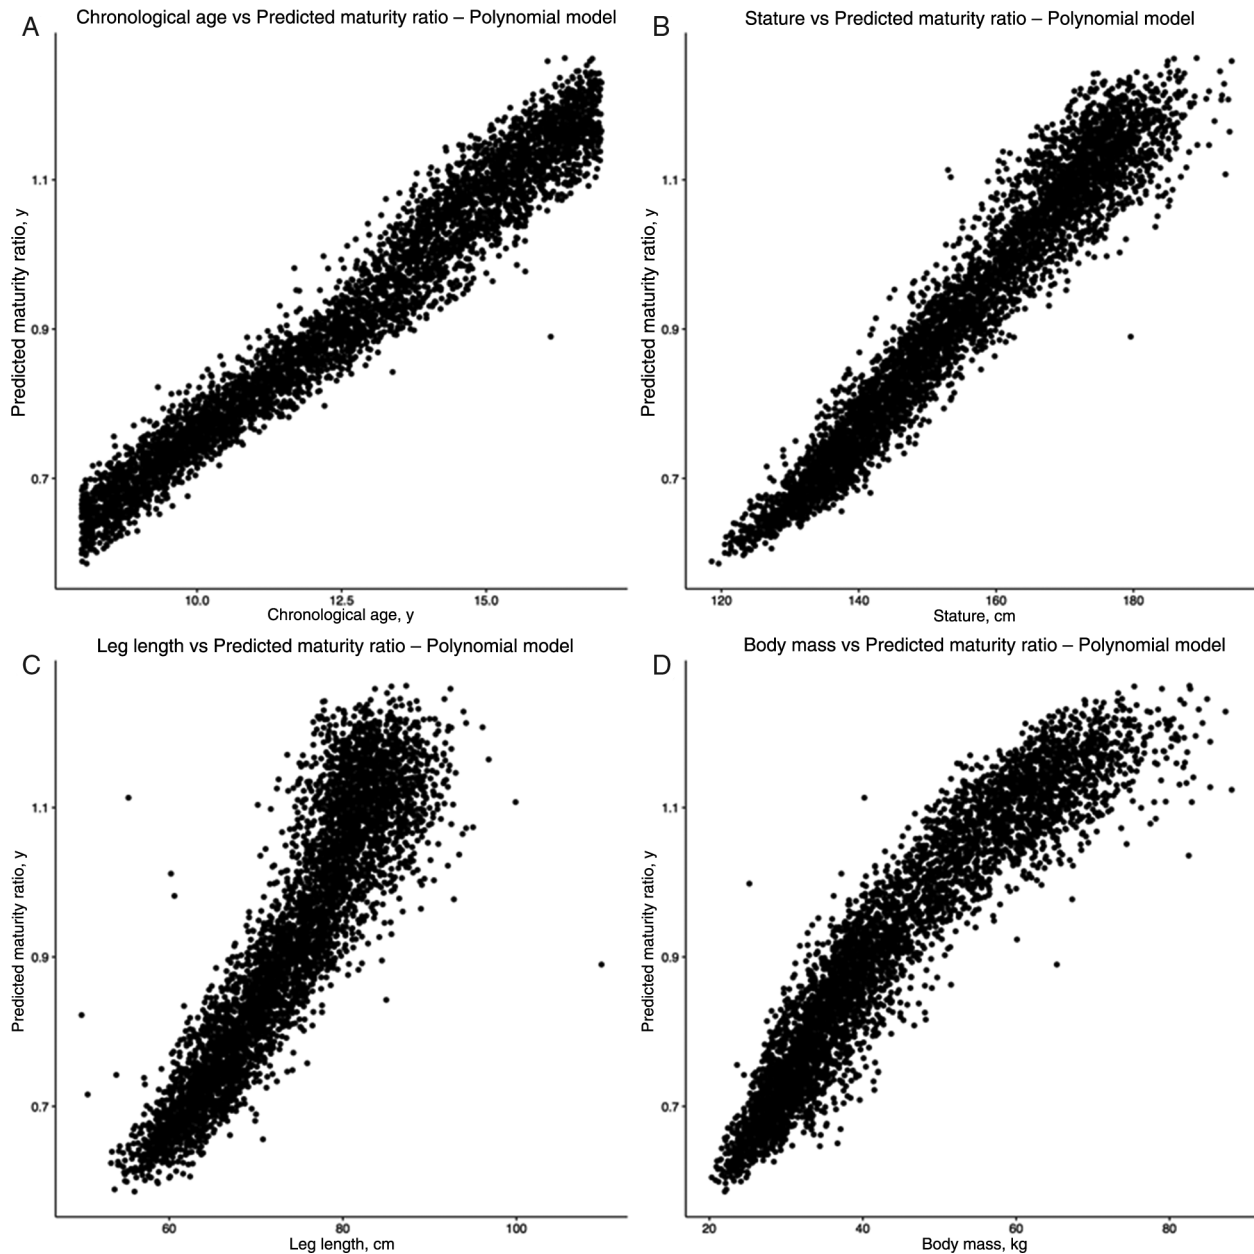 A
Chronological age vs Predicted maturity ratio – Polynomial model
Predicted maturity ratio, y
1.1
0.9
0.7
10.0 12.5 15.0
Chronological age, y
B
Stature vs Predicted maturity ratio – Polynomial model
Predicted maturity ratio, y
1.1
0.9
0.7
120 140 160 180
Stature, cm
C
Leg length vs Predicted maturity ratio – Polynomial model
Predicted maturity ratio, y
1.1
0.9
0.7
60 80 100
Leg length, cm
D
Body mass vs Predicted maturity ratio – Polynomial model
Predicted maturity ratio, y
1.1
0.9
0.7
20 40 60 80
Body mass, kg